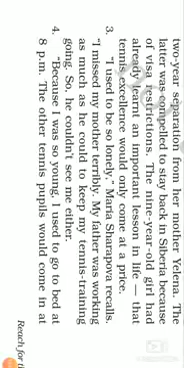 two-year separation from her mother Yelena. The
latter was compelled to stay back in Siberia because
of visa restrictions. The nine-year-old girl had
already learnt an important lesson in life — that
tennis excellence would only come at a price.
3. "I used to be so lonely", Maria Sharapova recalls.
"I missed my mother terribly. My father was working
as much as he could to keep my tennis-training
going. So, he couldn't see me either.
4. "Because I was so young, I used to go to bed at
8 p.m. The other tennis pupils would come in at
Reach for